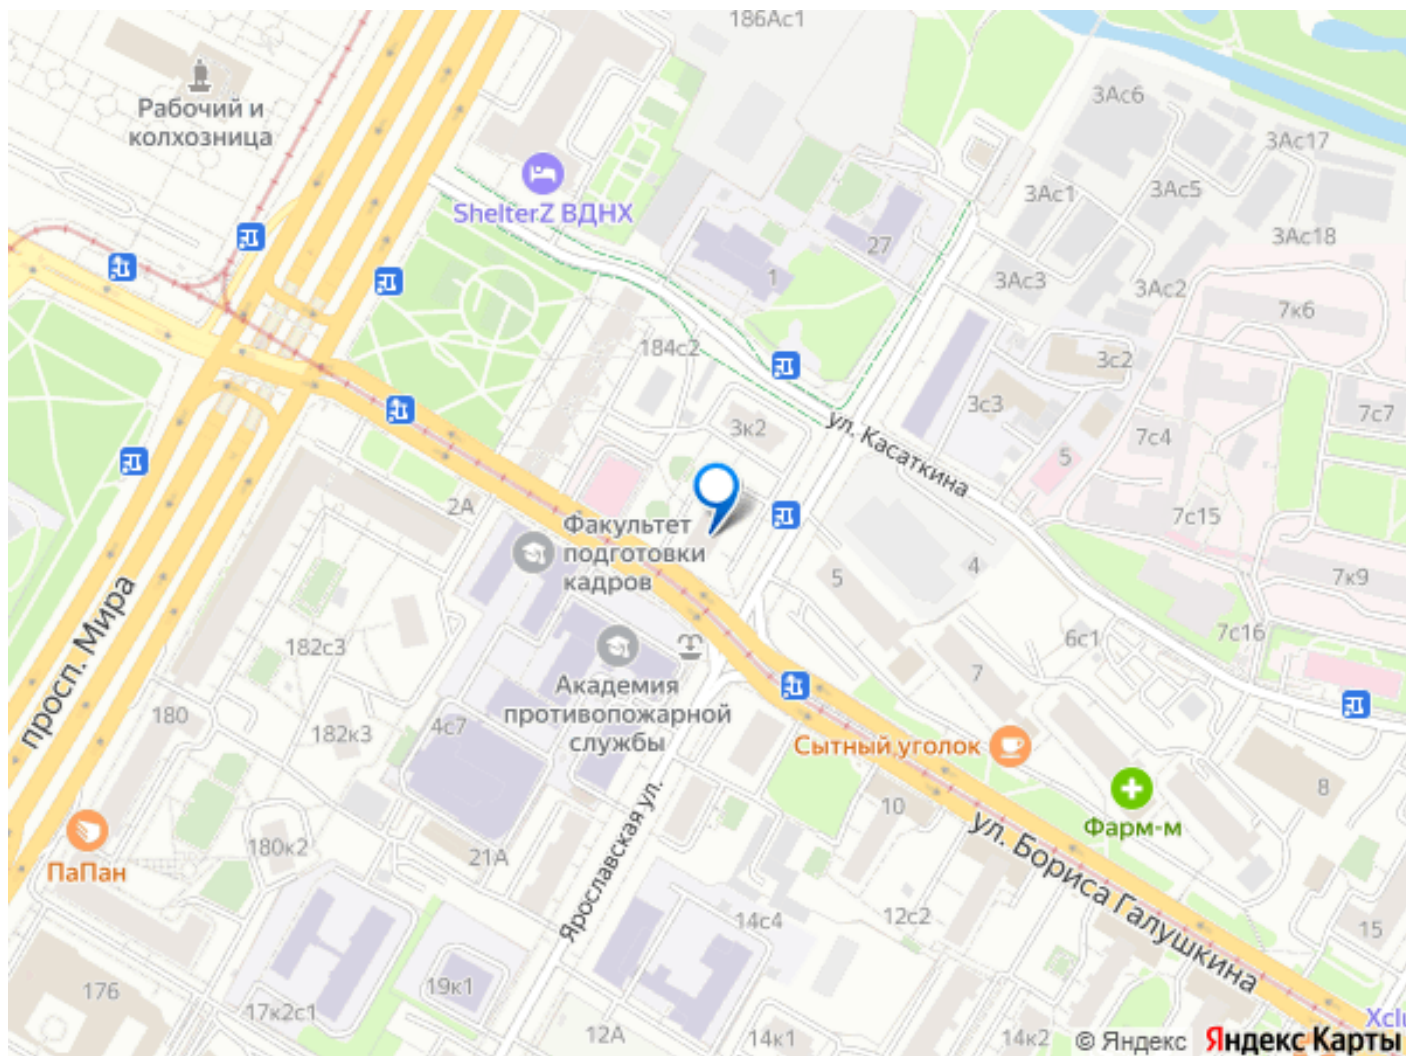 186Ас1
Рабочий и
колхозница
3Ас6
3Ас17
ShelterZ ВДНХ
3Ас1
3Ас5
27
3Ас18
1
3Ас3
3Ас2
7к6
184с2
3с2
3с3
7с7
3к2
ул. Касаткина
7с4
5
2А
7с15
Факультет
подготовки
кадров
5
4
7к9
просп. Мира
182с3
6с1
7с16
7
Академия
противопожарной
службы
180
4с7
182к3
Сытный уголок
8
10
Фарм-м
ул. Бориса Галушкина
180к2
21А
ПаПан
Ярославская ул.
14с4
12с2
15
176
19к1
17к2с1
12А
14к1
14к2
Xclu
© Яндекс Яндекс Карты